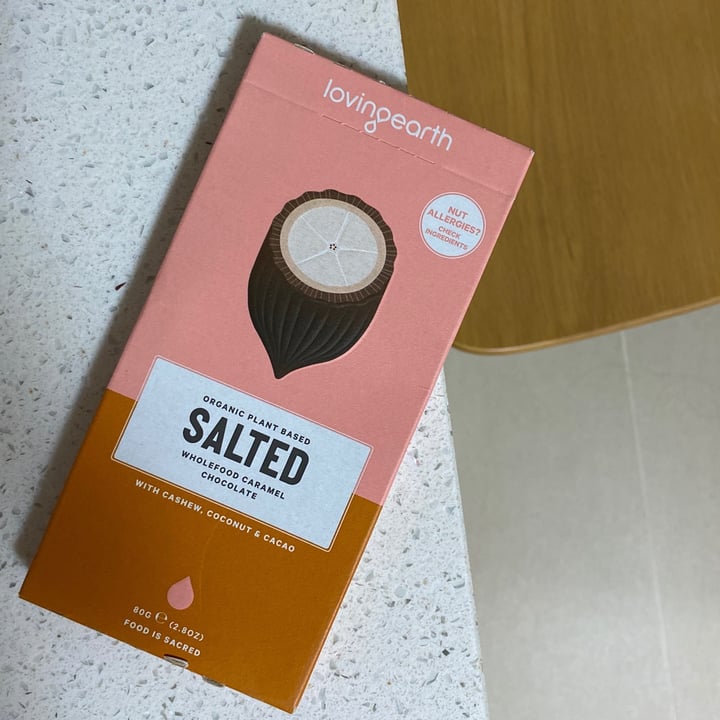 lovingearth
NUT
ALLERGIES?
CHECK
INGREDIENTS
ORGANIC PLANT BASED
SALTED
WHOLEFOOD CARAMEL
CHOCOLATE
WITH CASHEW, COCONUT & CACAO
80G ℮ (2.8OZ)
FOOD IS SACRED